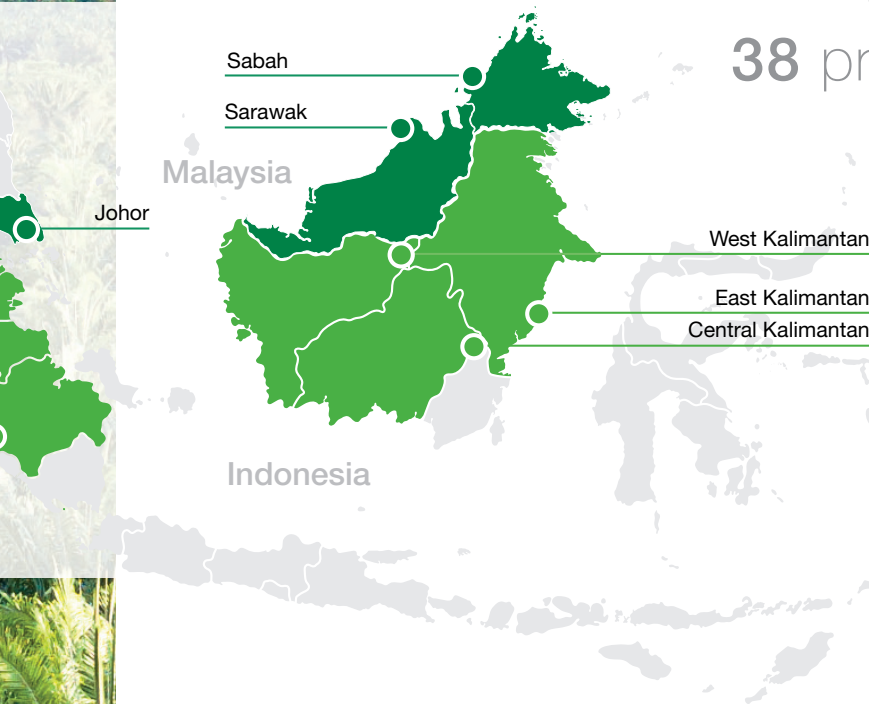 Sabah
38
Sarawak
Malaysia
Johor
West Kalimantan
East Kalimantan
Central Kalimantan
Indonesia